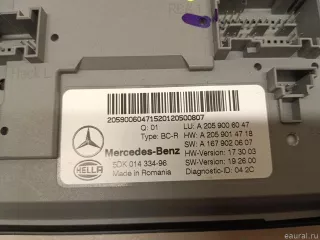 20590060471520120500807
Q: 01
LU: A 205 900 60 47
Type: BC-R
HW: A 205 901 47 18
SW: A 167 902 06 07
Mercedes-Benz
HW-Version: 17 30 03
HELLA
5DK 014 334-96
SW-Version: 19 26 00
Made in Romania
Diagnostic-ID: 04 2C
eaural.ru